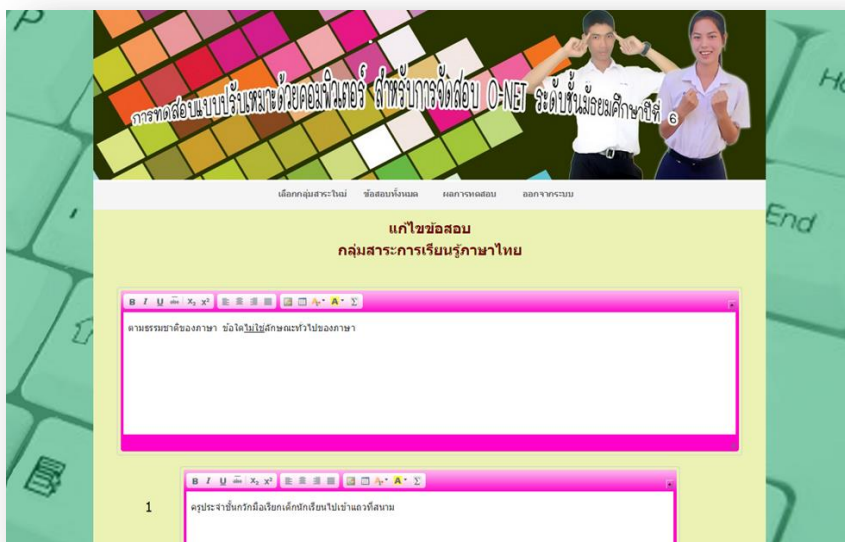 การทดสอบแบบปรับเหมาะด้วยคอมพิวเตอร์ สำหรับการจัดสอบ O-NET ระดับชั้นมัธยมศึกษาปีที่ 6
เลือกกลุ่มสาระใหม่ ข้อสอบทั้งหมด ผลการทดสอบ ออกจากระบบ
End
แก้ไขข้อสอบ
กลุ่มสาระการเรียนรู้ภาษาไทย
B I U abc X₂ X² A Σ
ตามธรรมชาติของภาษา ข้อใดไม่ใช่ลักษณะทั่วไปของภาษา
B I U abc X₂ X² A Σ
1
ครูประจำชั้นกวักมือเรียกเด็กนักเรียนไปเข้าแถวที่สนาม